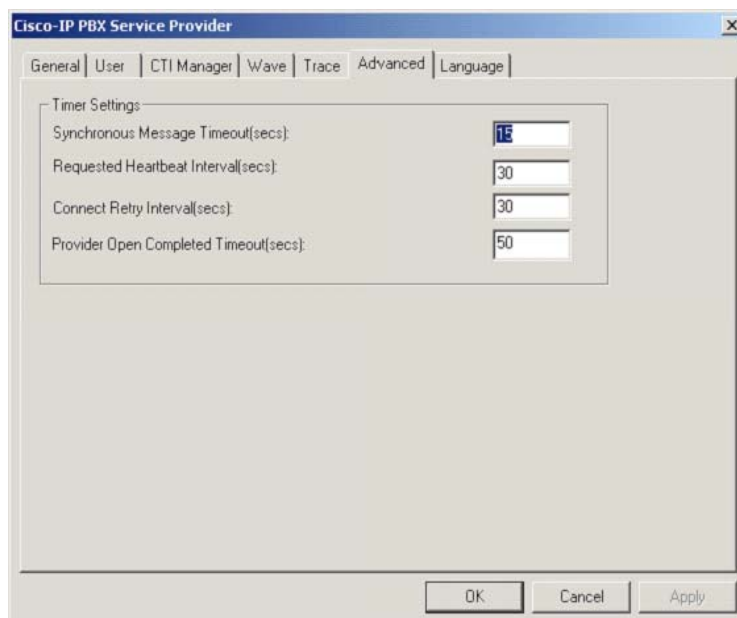 Cisco-IP PBX Service Provider
General User CTI Manager Wave Trace Advanced Language
Timer Settings
Synchronous Message Timeout(secs): 15
Requested Heartbeat Interval(secs): 30
Connect Retry Interval(secs): 30
Provider Open Completed Timeout(secs): 50
OK Cancel Apply